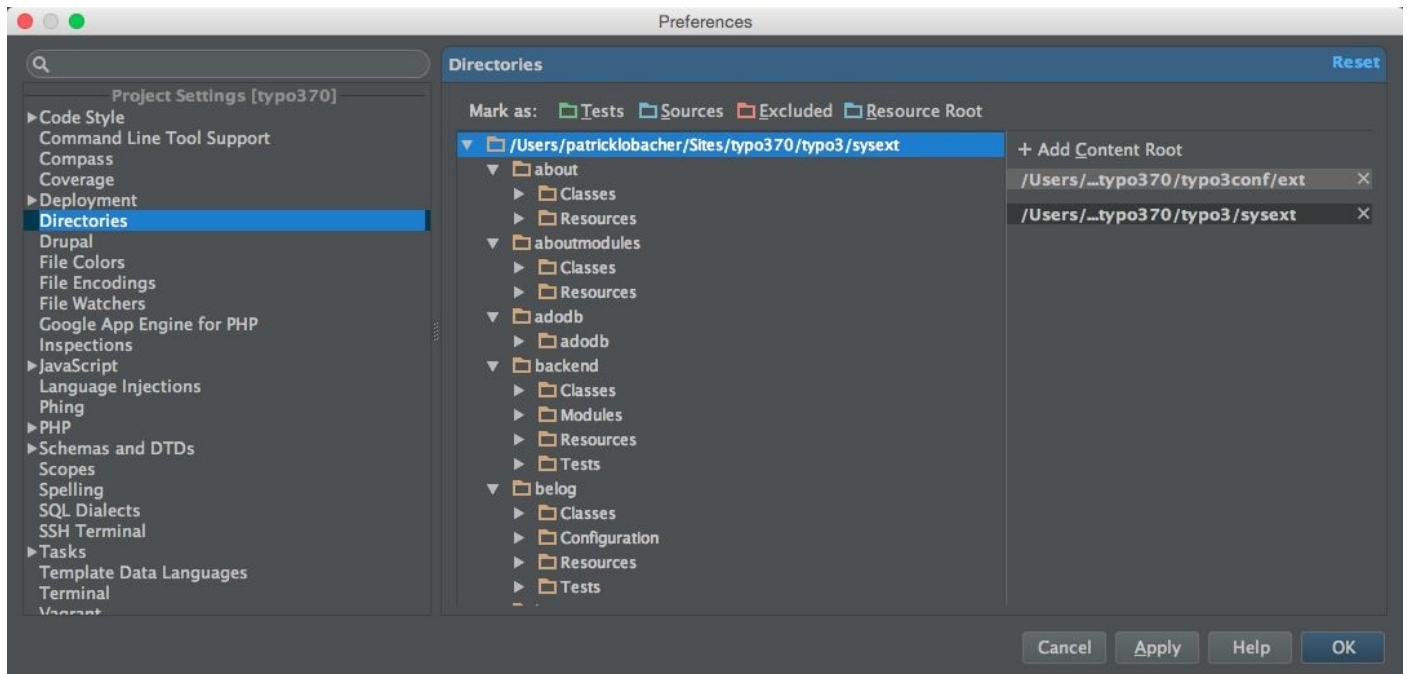 Preferences
Project Settings [typo370]
Code Style
Command Line Tool Support
Compass
Coverage
Deployment
Directories
Drupal
File Colors
File Encodings
File Watchers
Google App Engine for PHP
Inspections
JavaScript
Language Injections
Phing
PHP
Schemas and DTDs
Scopes
Spelling
SQL Dialects
SSH Terminal
Tasks
Template Data Languages
Terminal
Vagrant
Directories Reset
Mark as: Tests Sources Excluded Resource Root
/Users/patricklobacher/Sites/typo370/typo3/sysext
about
Classes
Resources
aboutmodules
Classes
Resources
adodb
adodb
backend
Classes
Modules
Resources
Tests
belog
Classes
Configuration
Resources
Tests
+ Add Content Root
/Users/...typo370/typo3conf/ext ×
/Users/...typo370/typo3/sysext ×
Cancel Apply Help OK